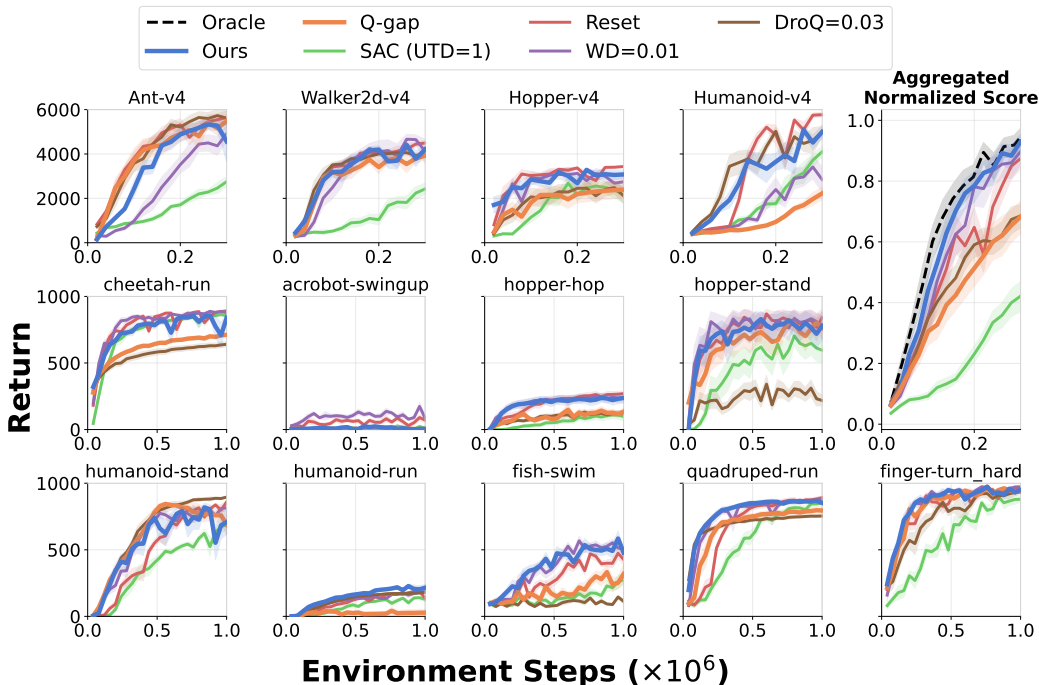 Oracle Q-gap Reset DroQ=0.03
Ours SAC (UTD=1) WD=0.01
Ant-v4 Walker2d-v4 Hopper-v4 Humanoid-v4 Aggregated
Normalized Score
6000
4000
2000
0
0.0 0.2 0.0 0.2 0.0 0.2 0.0 0.2
1.0
0.8
0.6
0.4
0.2
0.0
0.0 0.2
cheetah-run acrobot-swingup hopper-hop hopper-stand
1000
500
0
0.0 0.5 1.0 0.0 0.5 1.0 0.0 0.5 1.0 0.0 0.5 1.0
Return
humanoid-stand humanoid-run fish-swim quadruped-run finger-turn_hard
1000
500
0
0.0 0.5 1.0 0.0 0.5 1.0 0.0 0.5 1.0 0.0 0.5 1.0 0.0 0.5 1.0
Environment Steps (×10⁶)